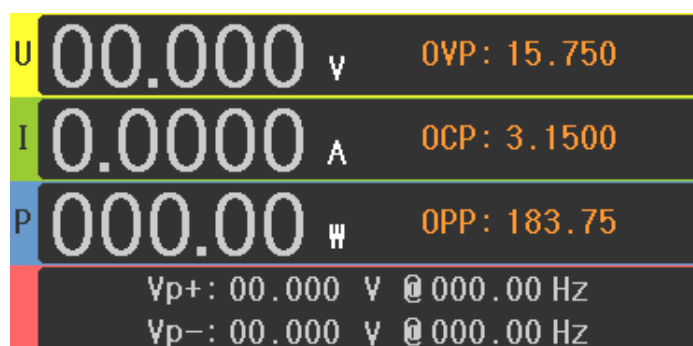 U 00.000 V OVP: 15.750
I 0.0000 A OCP: 3.1500
P 000.00 W OPP: 183.75
Vp+: 00.000 V @ 000.00 Hz
Vp-: 00.000 V @ 000.00 Hz